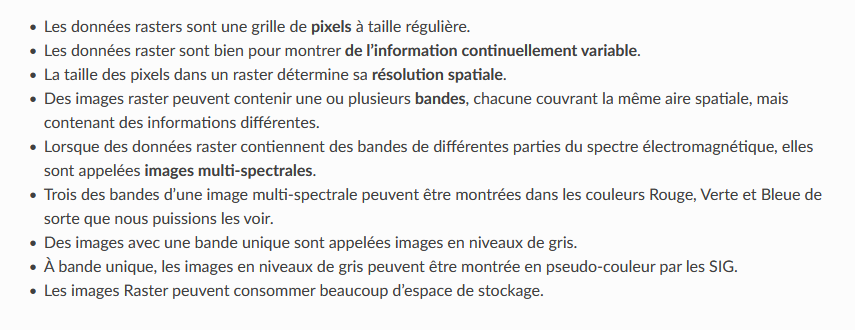 • Les données rasters sont une grille de pixels à taille régulière.
• Les données raster sont bien pour montrer de l’information continuellement variable.
• La taille des pixels dans un raster détermine sa résolution spatiale.
• Des images raster peuvent contenir une ou plusieurs bandes, chacune couvrant la même aire spatiale, mais
contenant des informations différentes.
• Lorsque des données raster contiennent des bandes de différentes parties du spectre électromagnétique, elles
sont appelées images multi-spectrales.
• Trois des bandes d’une image multi-spectrale peuvent être montrées dans les couleurs Rouge, Verte et Bleue de
sorte que nous puissions les voir.
• Des images avec une bande unique sont appelées images en niveaux de gris.
• À bande unique, les images en niveaux de gris peuvent être montrée en pseudo-couleur par les SIG.
• Les images Raster peuvent consommer beaucoup d’espace de stockage.